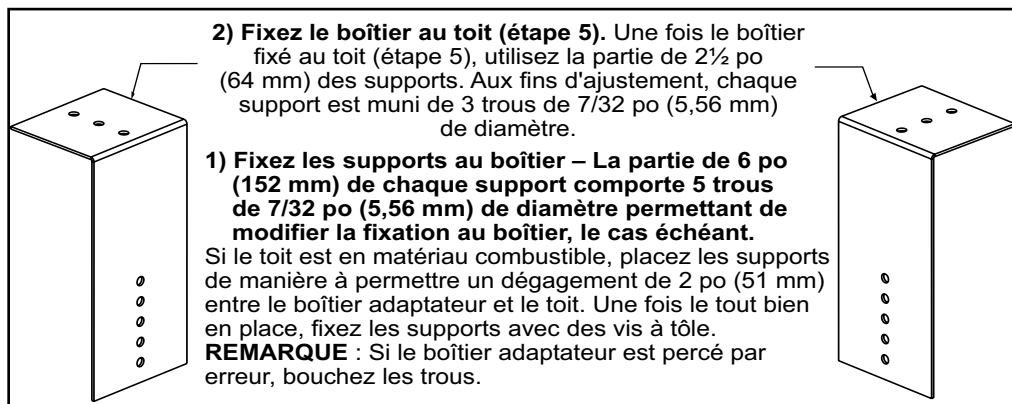 2) Fixez le boîtier au toit (étape 5). Une fois le boîtier
fixé au toit (étape 5), utilisez la partie de 2½ po
(64 mm) des supports. Aux fins d'ajustement, chaque
support est muni de 3 trous de 7/32 po (5,56 mm)
de diamètre.
1) Fixez les supports au boîtier – La partie de 6 po
(152 mm) de chaque support comporte 5 trous
de 7/32 po (5,56 mm) de diamètre permettant de
modifier la fixation au boîtier, le cas échéant.
Si le toit est en matériau combustible, placez les supports
de manière à permettre un dégagement de 2 po (51 mm)
entre le boîtier adaptateur et le toit. Une fois le tout bien
en place, fixez les supports avec des vis à tôle.
REMARQUE : Si le boîtier adaptateur est percé par
erreur, bouchez les trous.